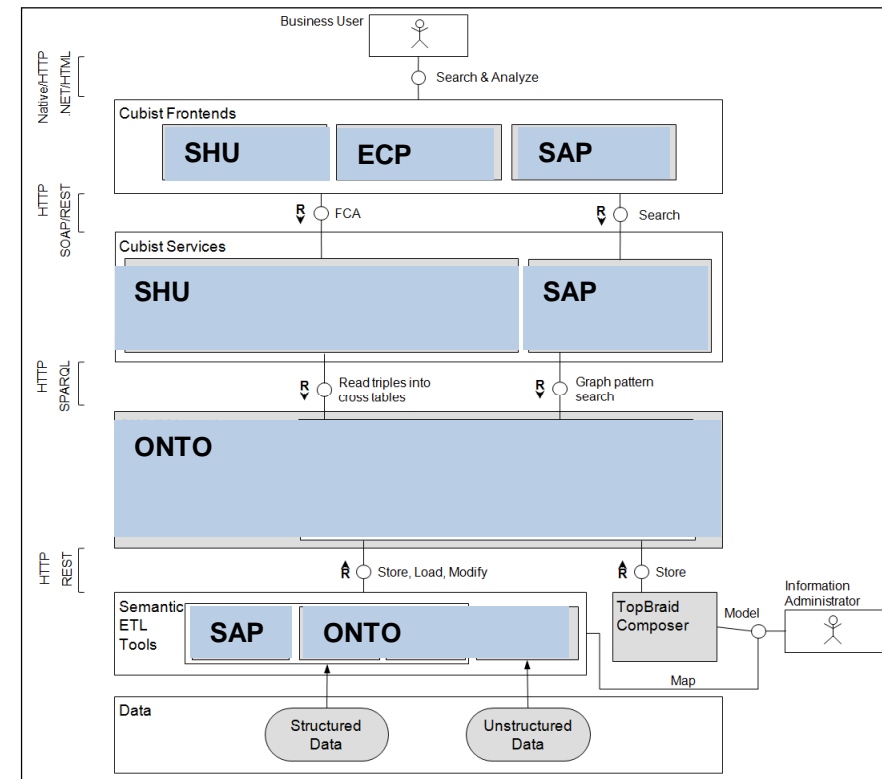 Business User
Native/HTTP
.NET/HTML
Search & Analyze
Cubist Frontends
SHU
ECP
SAP
HTTP
SOAP/REST
R
FCA
R
Search
Cubist Services
SHU
SAP
HTTP
SPARQL
R
Read triples into
cross tables
R
Graph pattern
search
ONTO
HTTP
REST
R
Store, Load, Modify
R
Store
Semantic
ETL
Tools
SAP
ONTO
TopBraid
Composer
Model
Information
Administrator
Map
Data
Structured
Data
Unstructured
Data